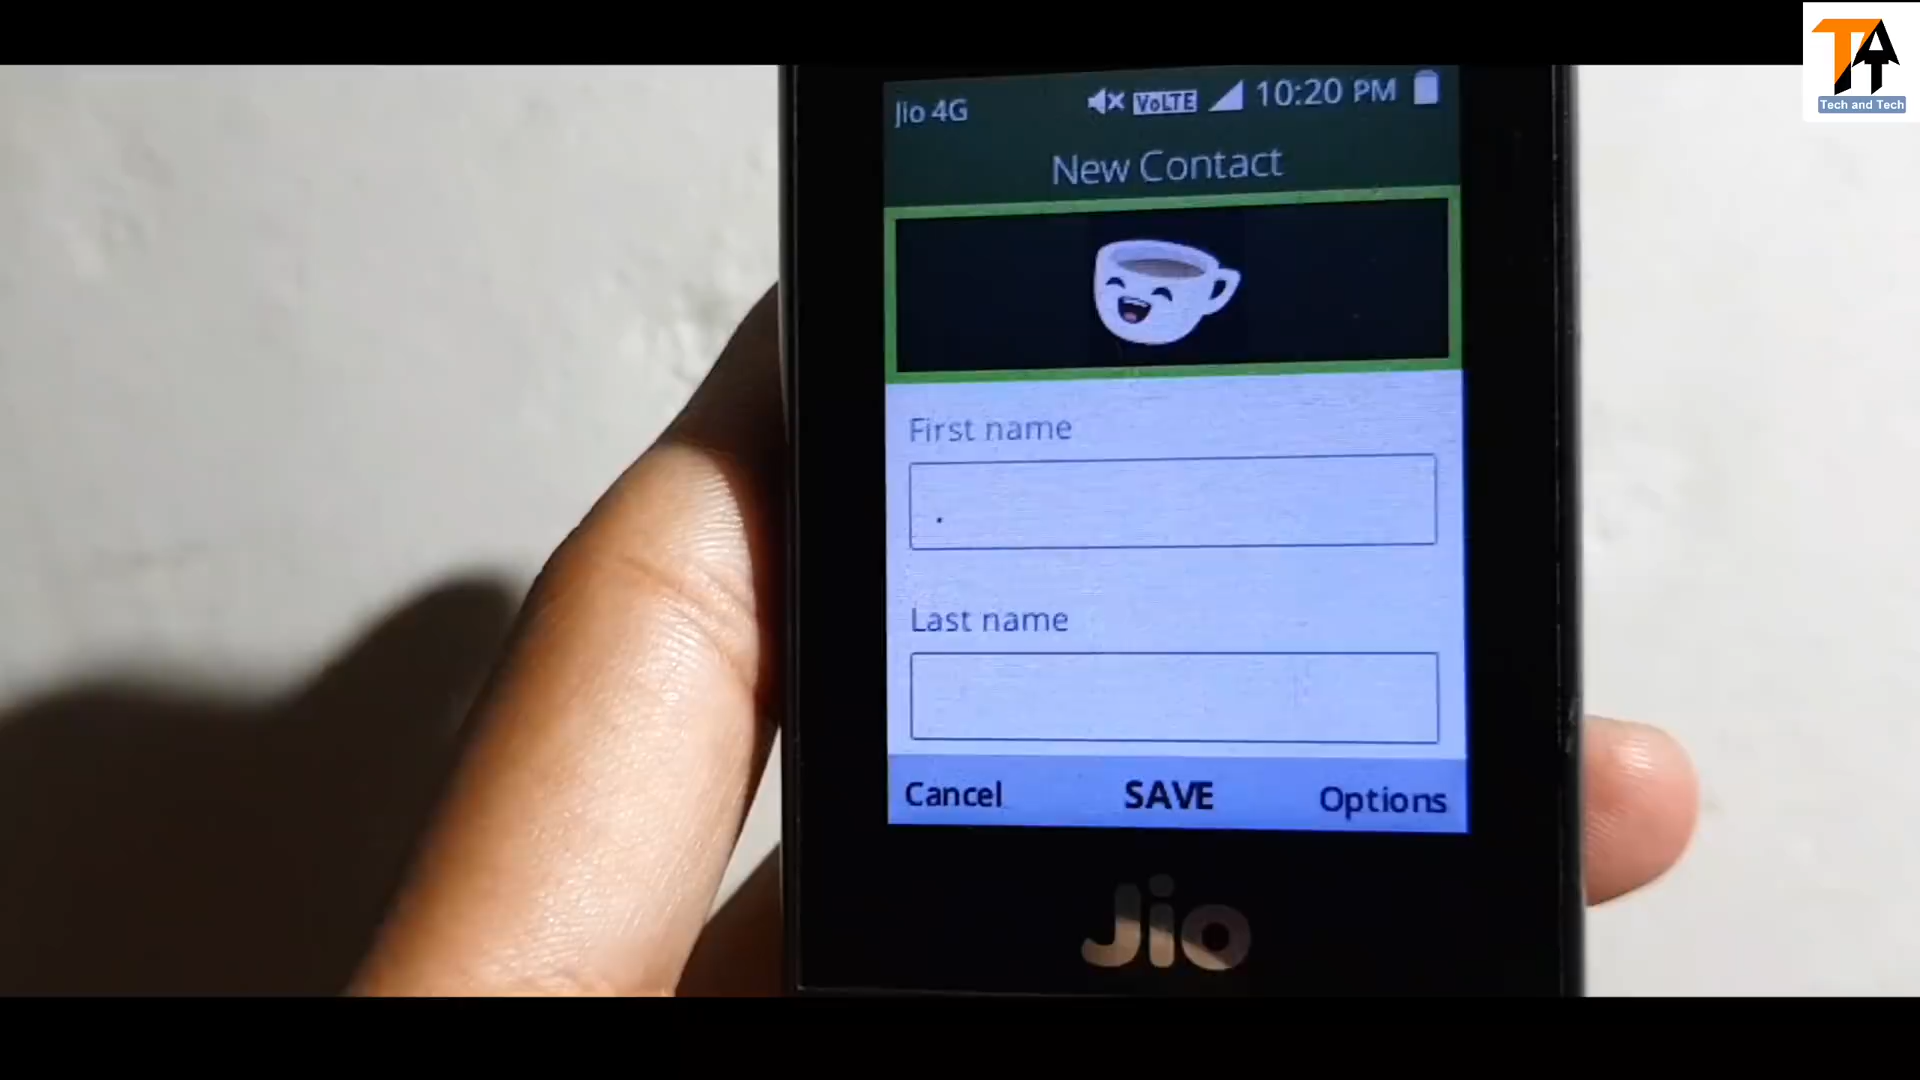 Jio 4G VoLTE 10:20 PM
New Contact
First name
.
Last name
Cancel SAVE Options
Jio
TAT
Tech and Tech